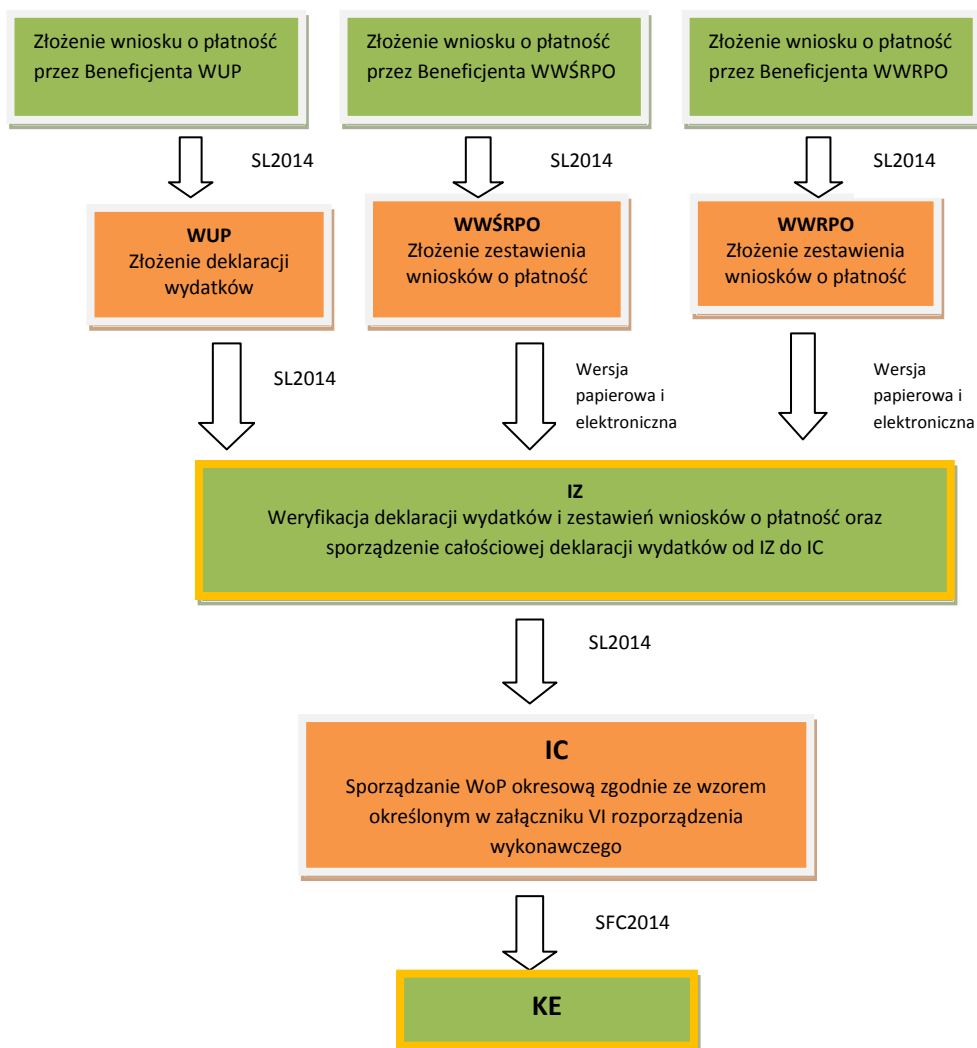 Złożenie wniosku o płatność
przez Beneficjenta WUP
Złożenie wniosku o płatność
przez Beneficjenta WWŚRPO
Złożenie wniosku o płatność
przez Beneficjenta WWRPO
SL2014
SL2014
SL2014
WUP
Złożenie deklaracji
wydatków
WWŚRPO
Złożenie zestawienia
wniosków o płatność
WWRPO
Złożenie zestawienia
wniosków o płatność
SL2014
Wersja
papierowa i
elektroniczna
Wersja
papierowa i
elektroniczna
IZ
Weryfikacja deklaracji wydatków i zestawień wniosków o płatność oraz
sporządzenie całościowej deklaracji wydatków od IZ do IC
SL2014
IC
Sporządzanie WoP okresową zgodnie ze wzorem
określonym w załączniku VI rozporządzenia
wykonawczego
SFC2014
KE